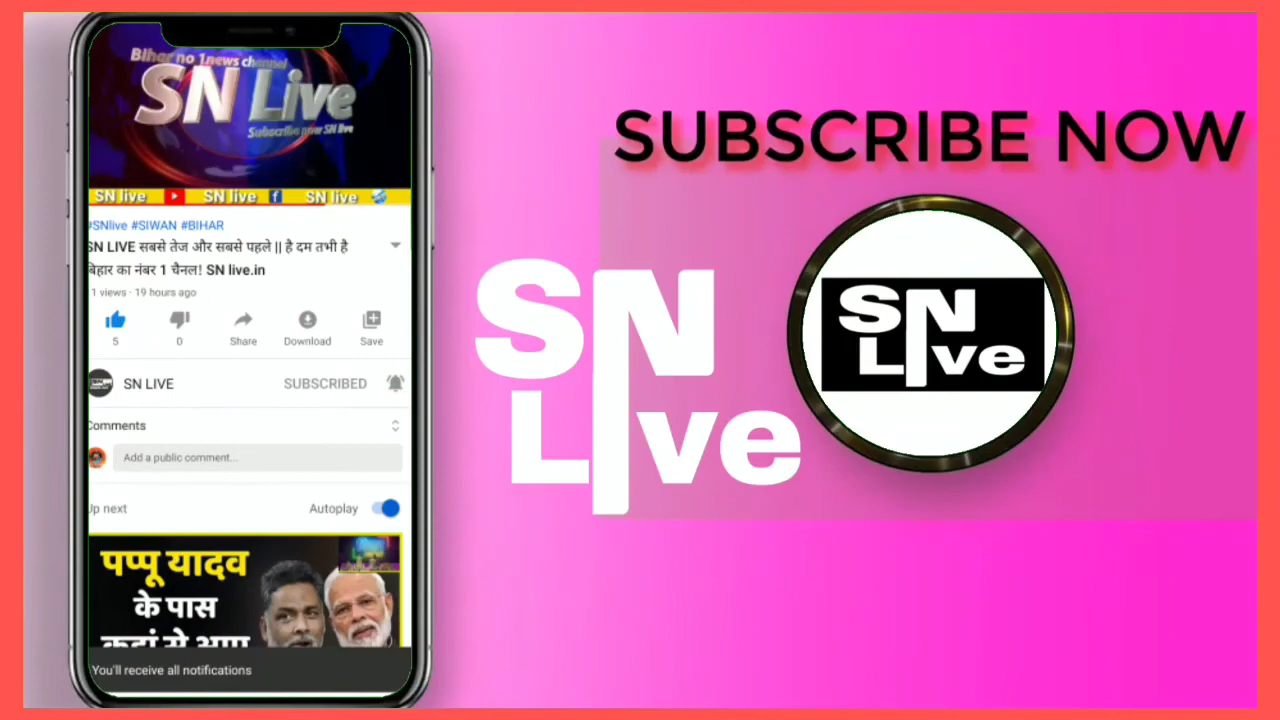 Bihar no 1news channel
SN Live
Subscribe now SN live
SN live SN live SN live
#SNlive #SIWAN #BIHAR
SN LIVE सबसे तेज और सबसे पहले || है दम तभी है
बिहार का नंबर 1 चैनल! SN live.in
1 views · 19 hours ago
5 0 Share Download Save
SN LIVE SUBSCRIBED
Comments
Add a public comment...
Up next Autoplay
पप्पू यादव
के पास
कहां से आए
You'll receive all notifications
SN
Live
SUBSCRIBE NOW
SN
Live